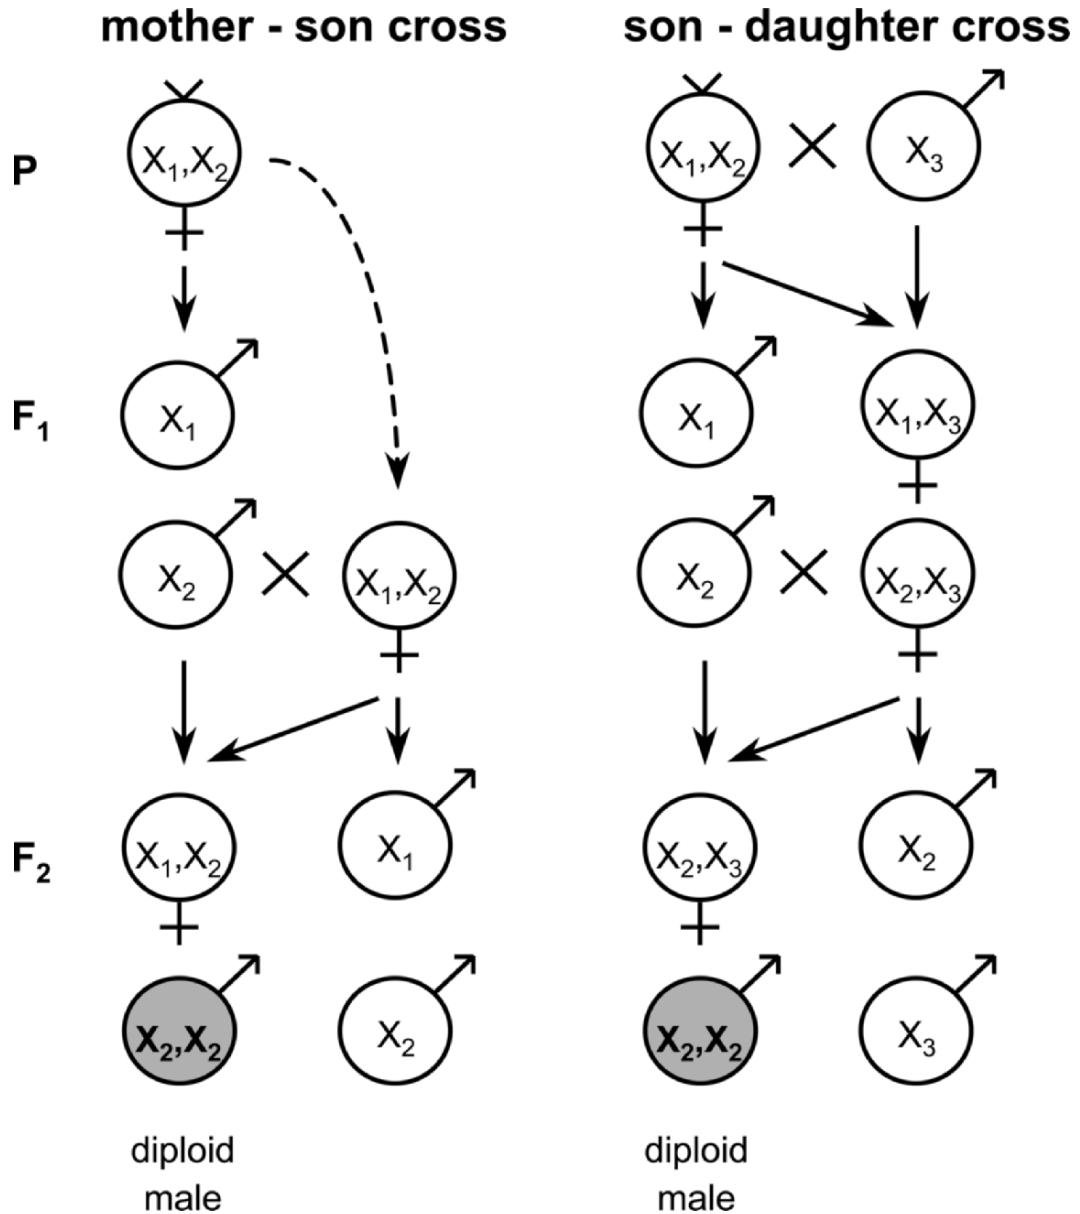 mother - son cross son - daughter cross
P X₁,X₂ X₁,X₂ X₃
F₁ X₁ X₁ X₁,X₃
X₂ X₁,X₂ X₂ X₂,X₃
F₂ X₁,X₂ X₁ X₂,X₃ X₂
X₂,X₂ X₂ X₂,X₂ X₃
diploid diploid
male male